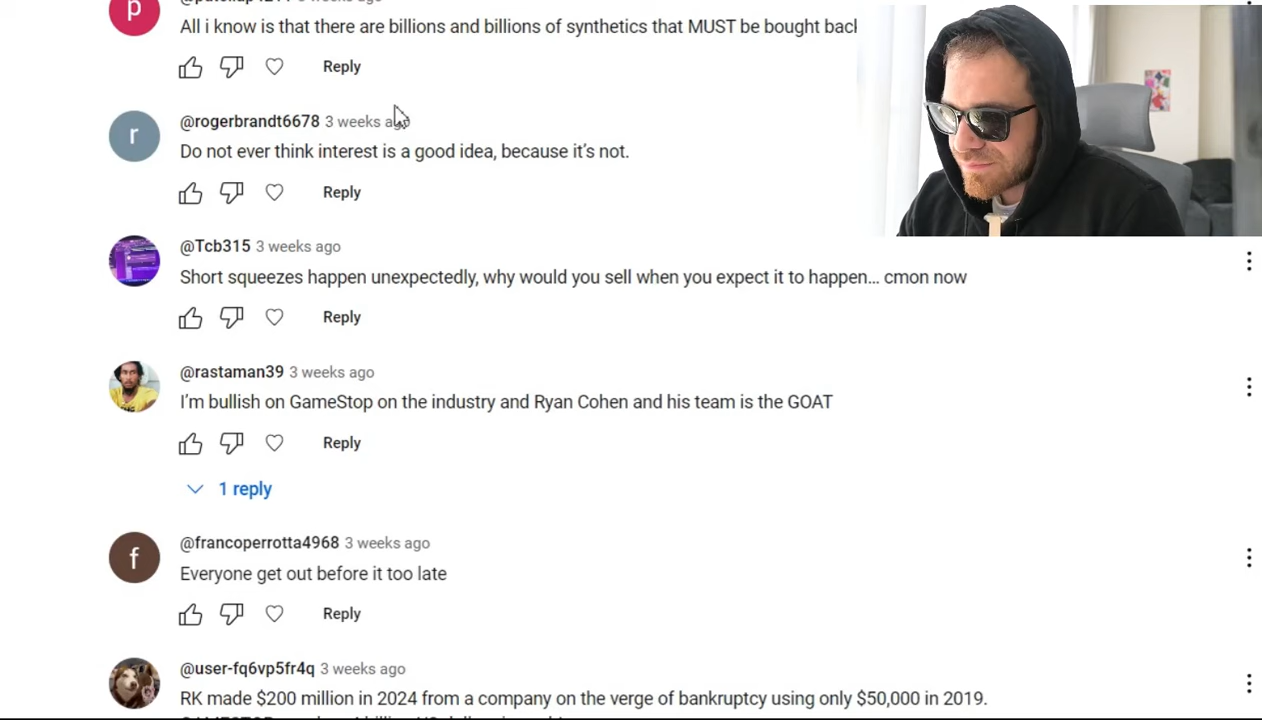 All i know is that there are billions and billions of synthetics that MUST be bought back
Reply
r
@rogerbrandt6678 3 weeks ago
Do not ever think interest is a good idea, because it's not.
Reply
@Tcb315 3 weeks ago
Short squeezes happen unexpectedly, why would you sell when you expect it to happen... cmon now
Reply
@rastaman39 3 weeks ago
I'm bullish on GameStop on the industry and Ryan Cohen and his team is the GOAT
Reply
1 reply
f
@francoperrotta4968 3 weeks ago
Everyone get out before it too late
Reply
@user-fq6vp5fr4q 3 weeks ago
RK made $200 million in 2024 from a company on the verge of bankruptcy using only $50,000 in 2019.